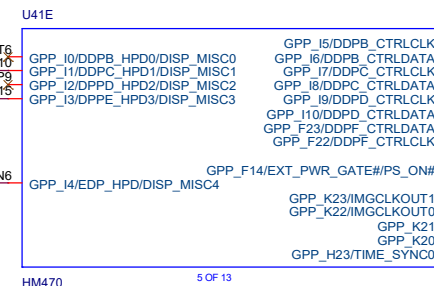 U41E
GPP_I5/DDPB_CTRLCLK
GPP_I0/DDPB_HPD0/DISP_MISC0 GPP_I6/DDPB_CTRLDATA
GPP_I1/DDPC_HPD1/DISP_MISC1 GPP_I7/DDPC_CTRLCLK
GPP_I2/DPPD_HPD2/DISP_MISC2 GPP_I8/DDPC_CTRLDATA
GPP_I3/DPPE_HPD3/DISP_MISC3 GPP_I9/DDPD_CTRLCLK
GPP_I10/DDPD_CTRLDATA
GPP_F23/DDPF_CTRLDATA
GPP_F22/DDPF_CTRLCLK
GPP_F14/EXT_PWR_GATE#/PS_ON#
N6
GPP_I4/EDP_HPD/DISP_MISC4
GPP_K23/IMGCLKOUT1
GPP_K22/IMGCLKOUT0
GPP_K21
GPP_K20
GPP_H23/TIME_SYNC0
5 OF 13
HM470